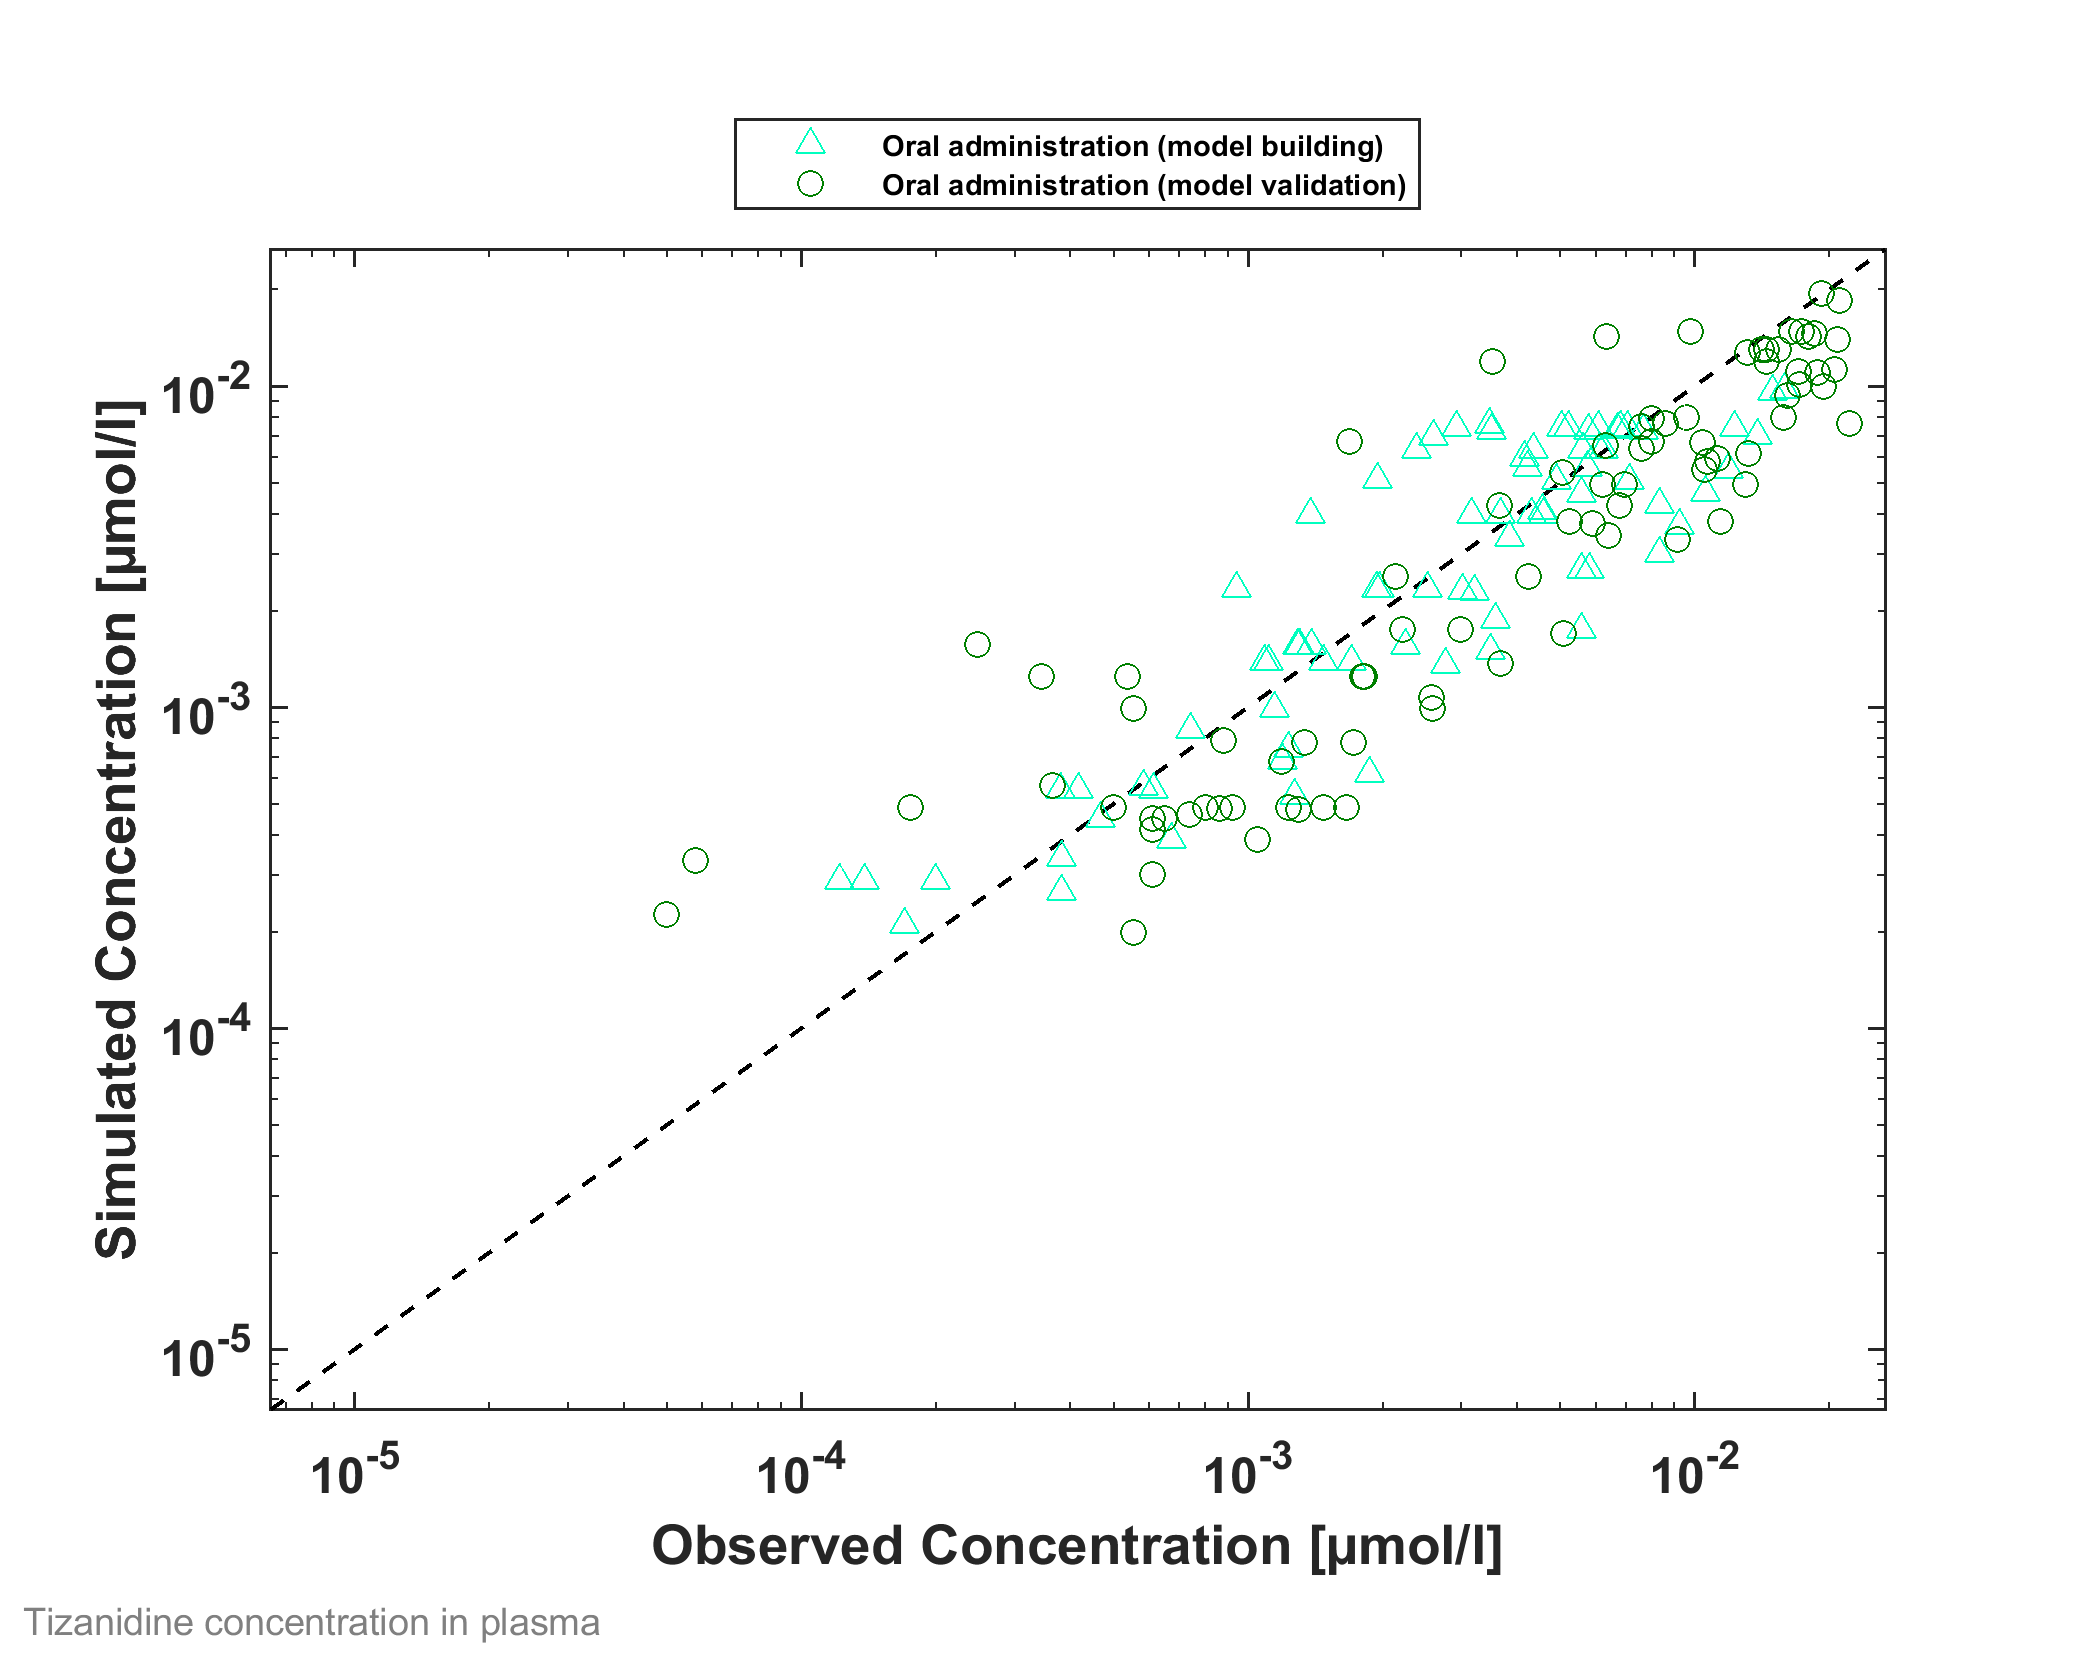 Oral administration (model building)
Oral administration (model validation)
Simulated Concentration [µmol/l]
10^-2
10^-3
10^-4
10^-5
10^-5 10^-4 10^-3 10^-2
Observed Concentration [µmol/l]
Tizanidine concentration in plasma